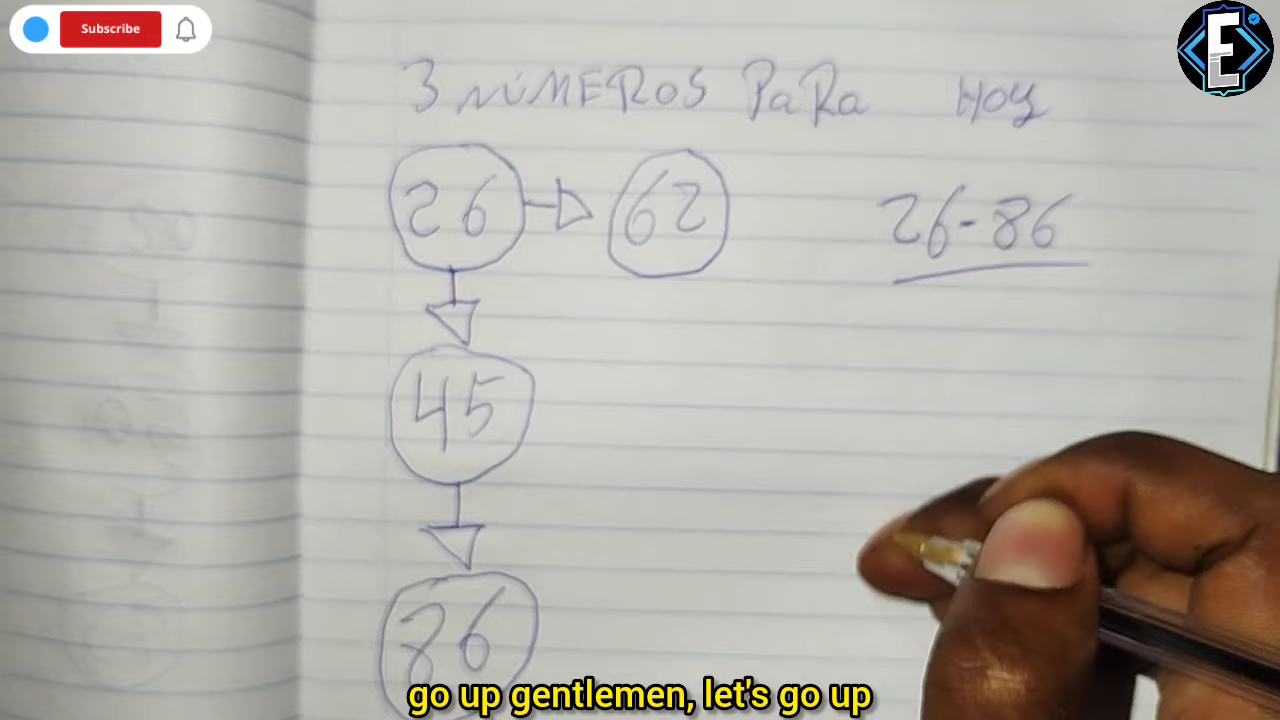 Subscribe
E
3 NÚMEROS PaRa HOY
26 62 26-86
45
86
go up gentlemen, let's go up